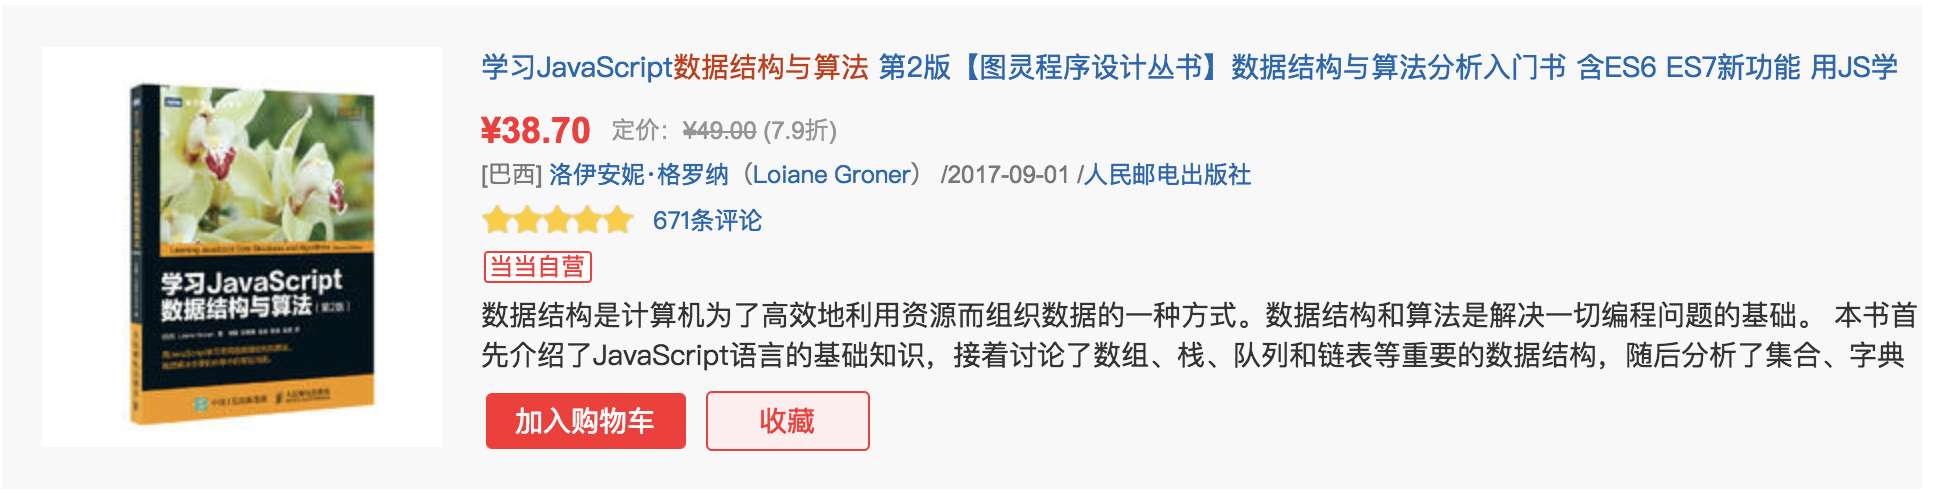 学习JavaScript数据结构与算法 第2版【图灵程序设计丛书】数据结构与算法分析入门书 含ES6 ES7新功能 用JS学
¥38.70 定价：¥49.00 (7.9折)
[巴西] 洛伊安妮·格罗纳（Loiane Groner） /2017-09-01 /人民邮电出版社
671条评论
当当自营
数据结构是计算机为了高效地利用资源而组织数据的一种方式。数据结构和算法是解决一切编程问题的基础。 本书首
先介绍了JavaScript语言的基础知识，接着讨论了数组、栈、队列和链表等重要的数据结构，随后分析了集合、字典
加入购物车 收藏
Learning JavaScript Data Structures and Algorithms
学习JavaScript
数据结构与算法（第2版）